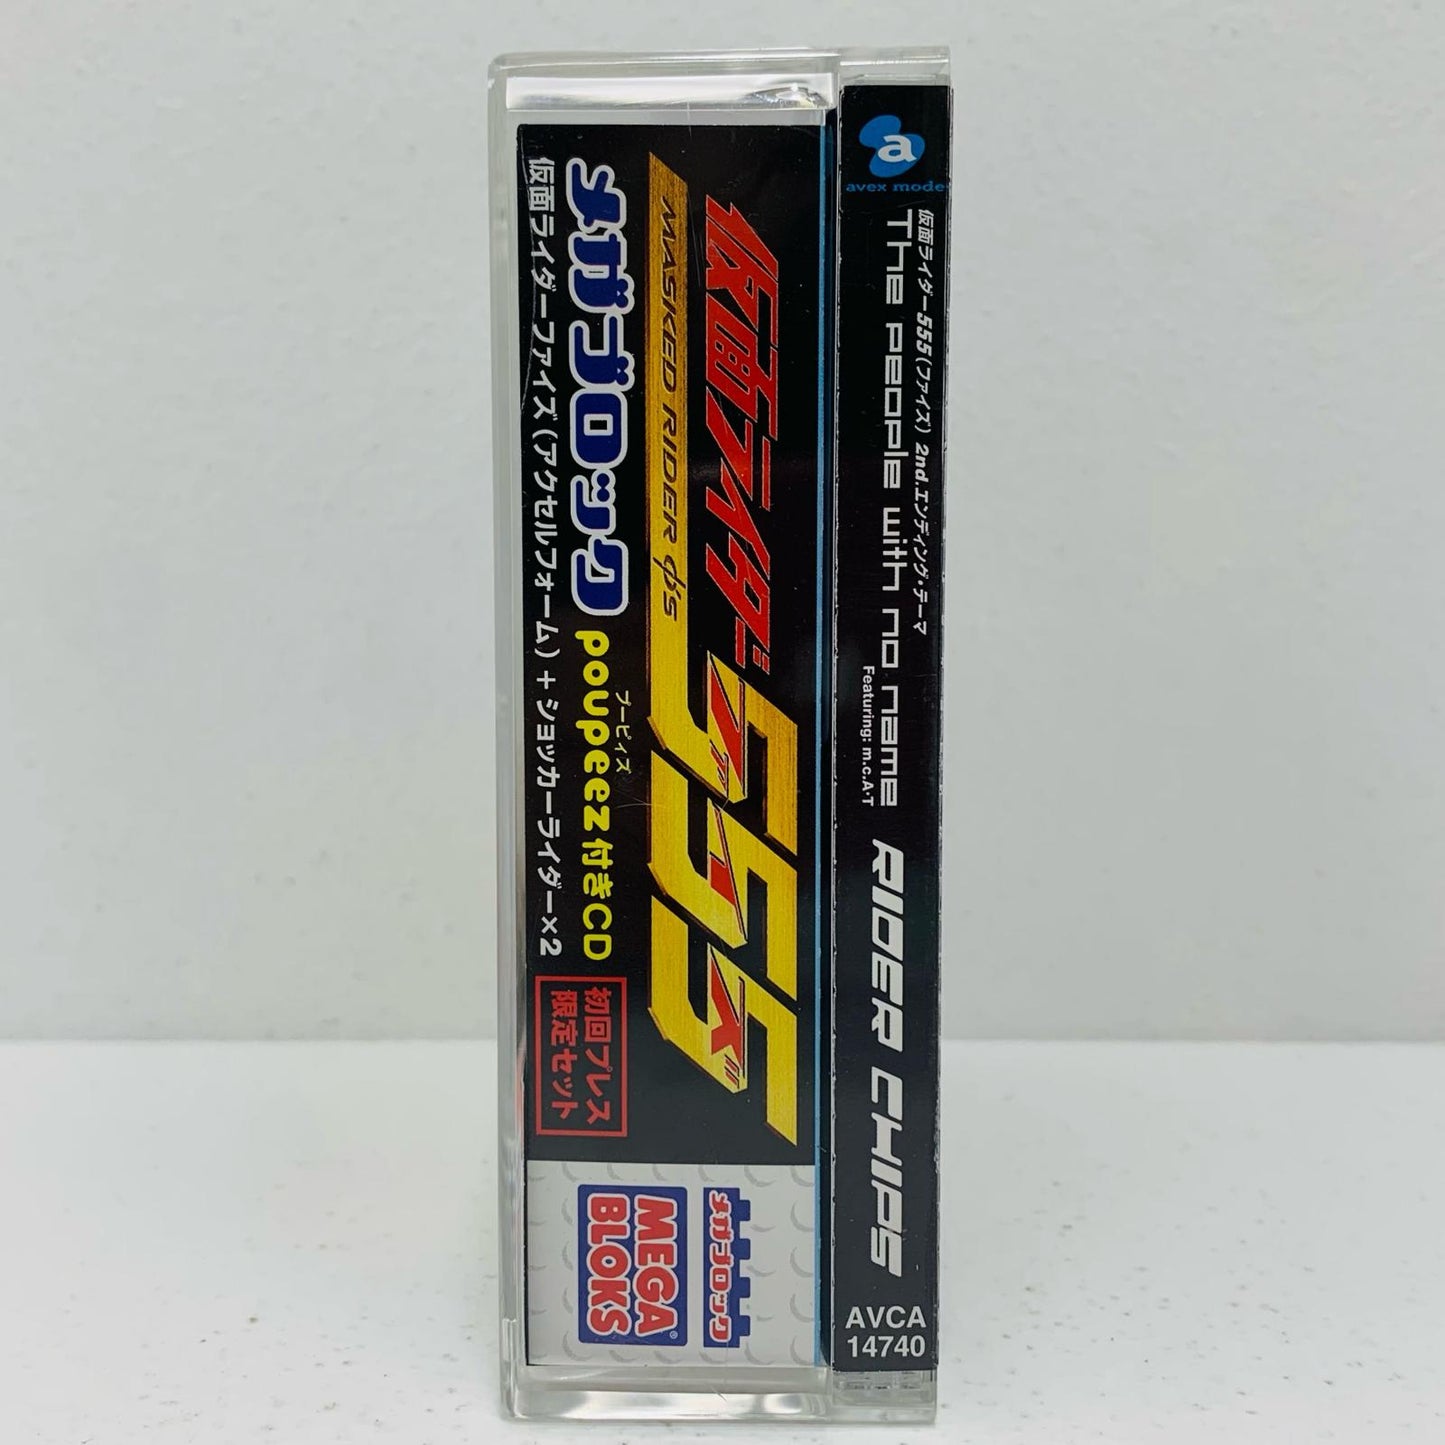 a
avex mode
仮面ライダー555(ファイズ) 2nd.エンディング・テーマ
The people with no name
Featuring: m.c.A・T
RIDER CHIPS
AVCA
14740
仮面ライダー
555
ファイズ
MASKED RIDER Φ's
メガブロック
プーピィズ
poupeez付きCD
仮面ライダーファイズ(アクセルフォーム)+ショッカーライダー×2
初回プレス
限定セット
メガブロック
MEGA
BLOKS®